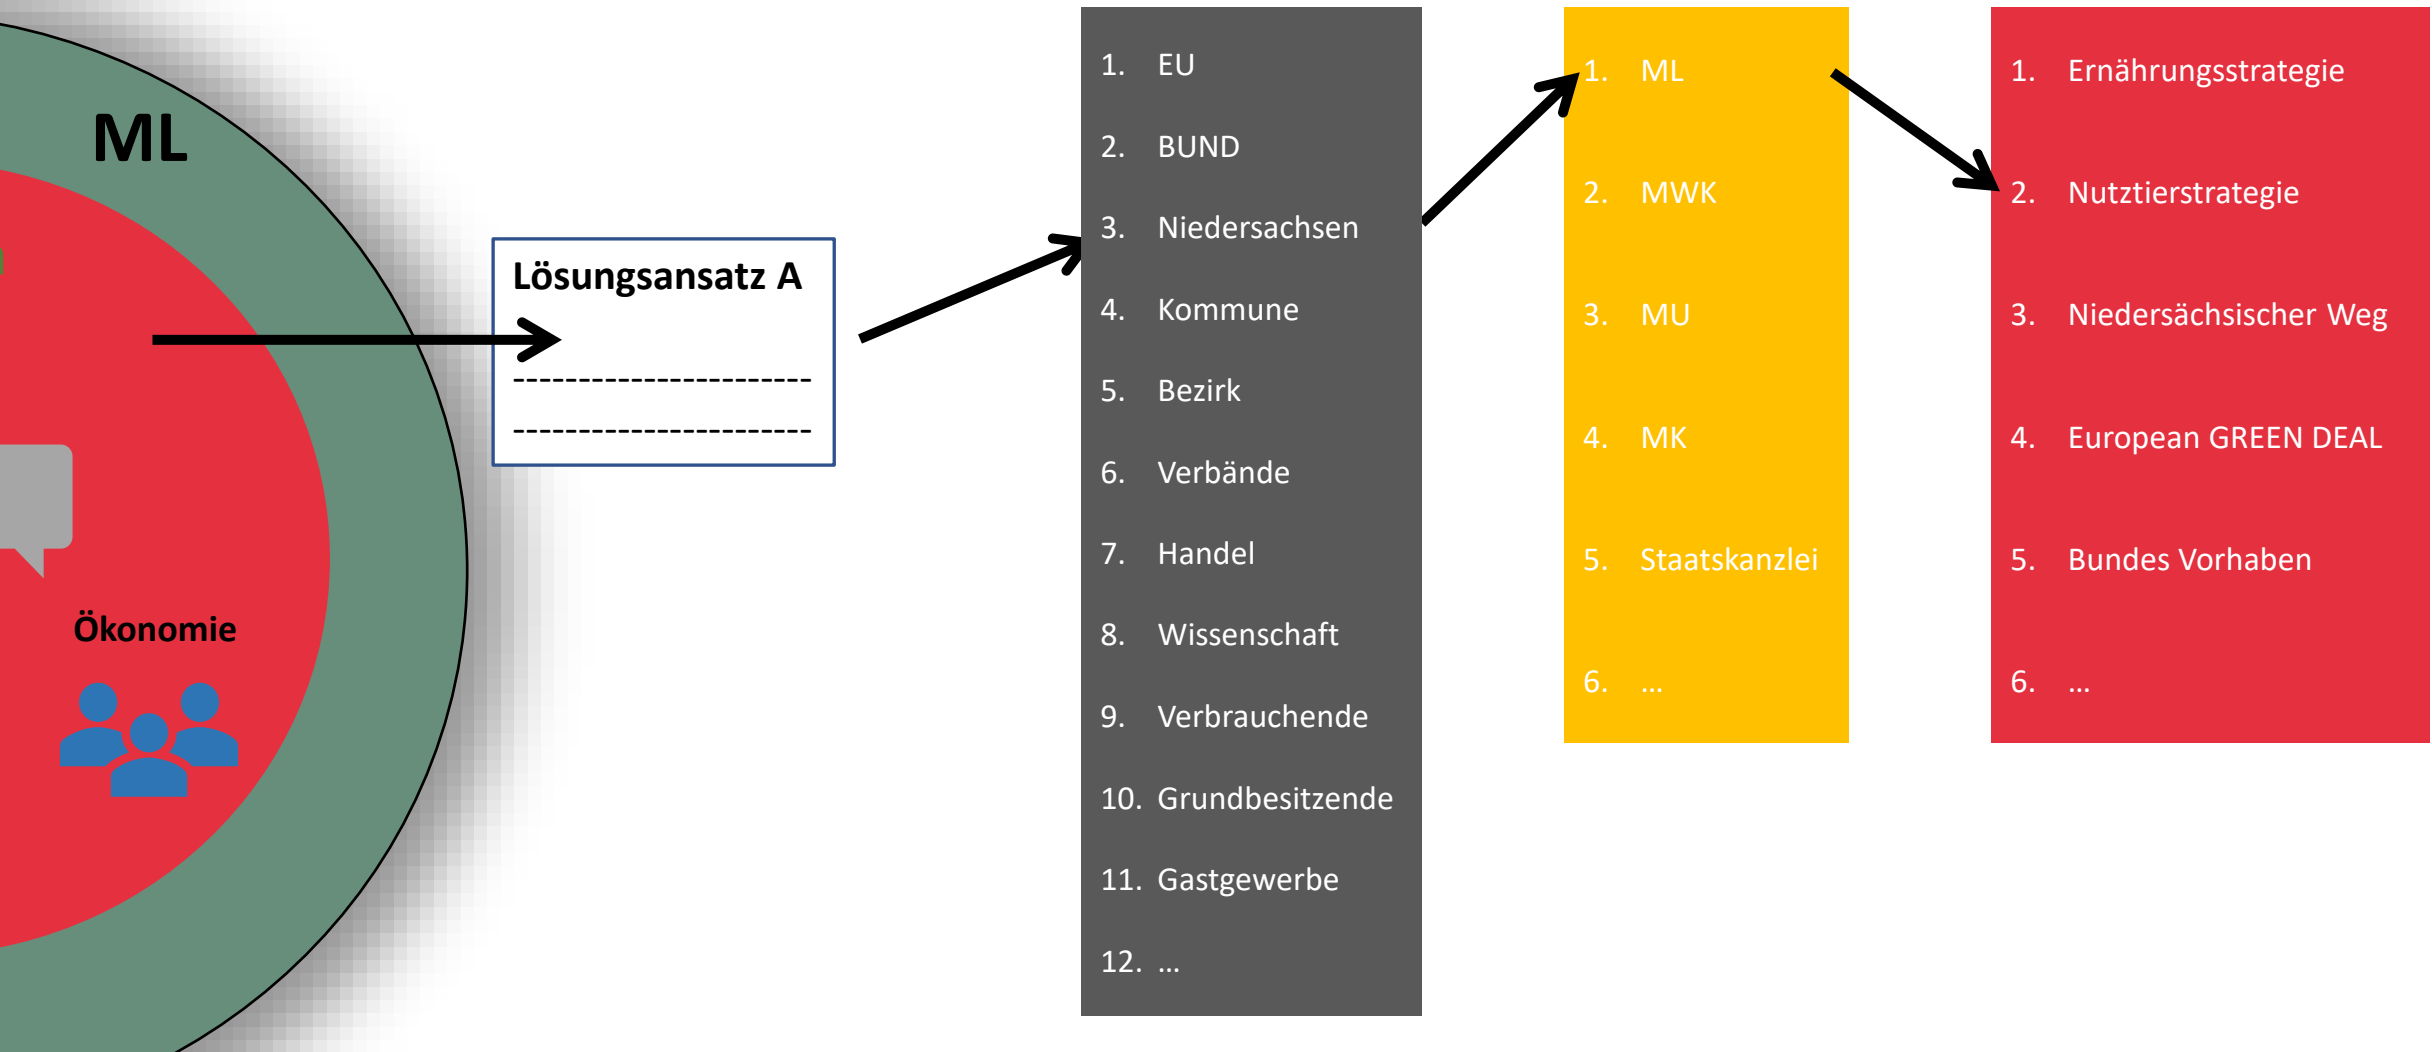 ML
Ökonomie
Lösungsansatz A
-----------------------
-----------------------
1. EU
2. BUND
3. Niedersachsen
4. Kommune
5. Bezirk
6. Verbände
7. Handel
8. Wissenschaft
9. Verbrauchende
10. Grundbesitzende
11. Gastgewerbe
12. ...
1. ML
2. MWK
3. MU
4. MK
5. Staatskanzlei
6. ...
1. Ernährungsstrategie
2. Nutztierstrategie
3. Niedersächsischer Weg
4. European GREEN DEAL
5. Bundes Vorhaben
6. ...